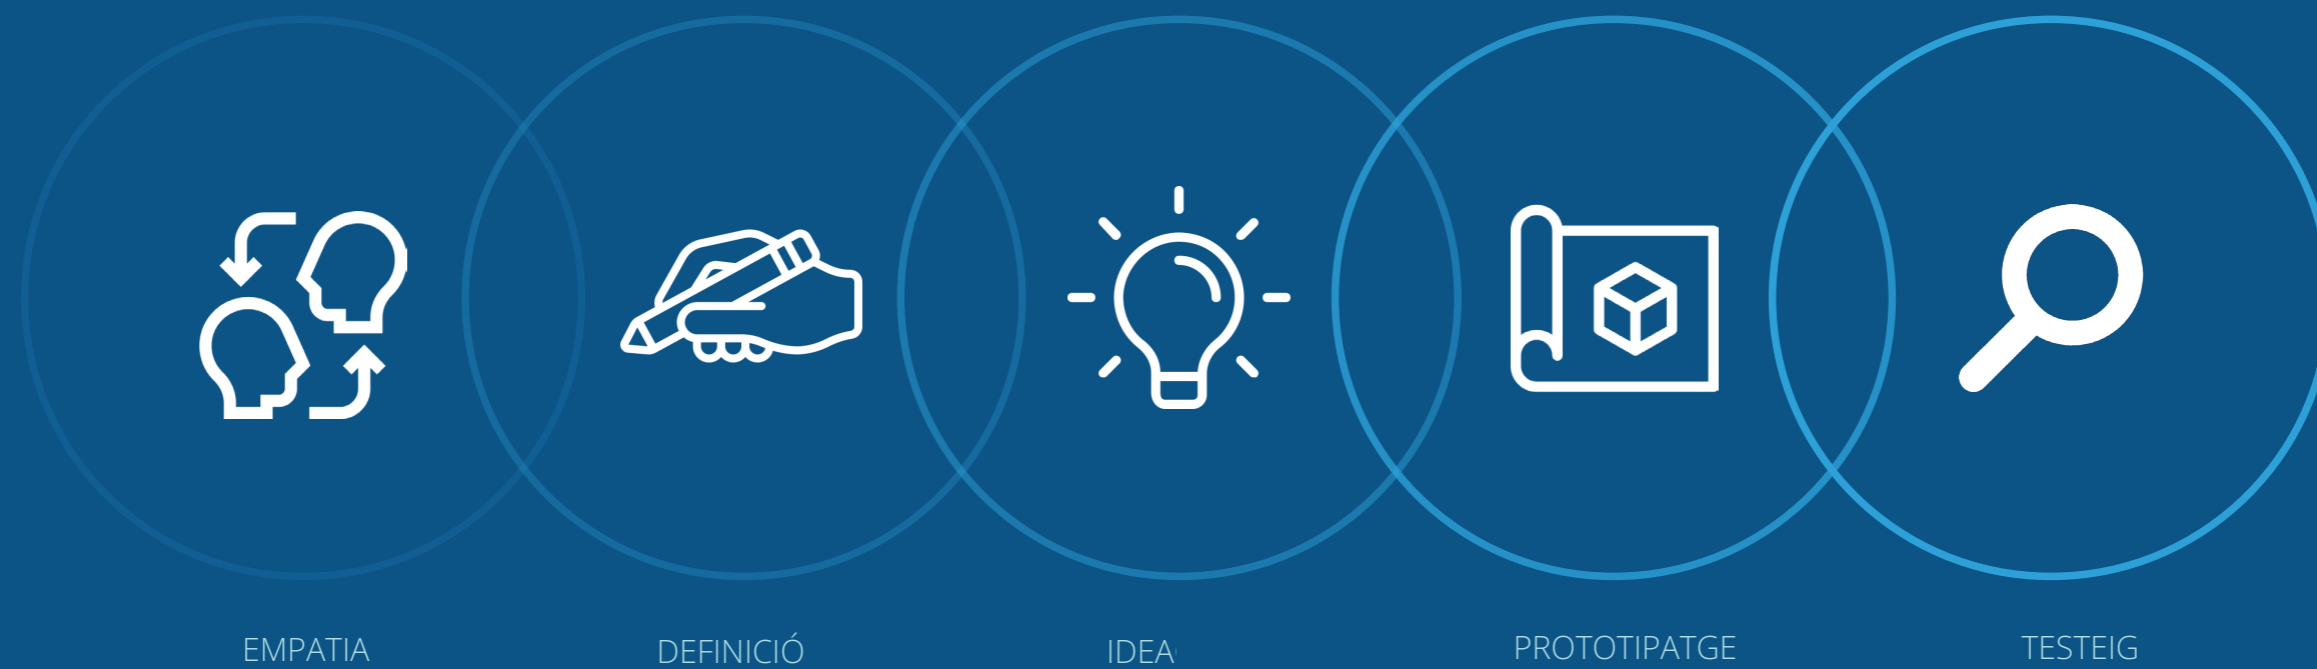 EMPATIA
DEFINICIÓ
IDEA
PROTOTIPATGE
TESTEIG